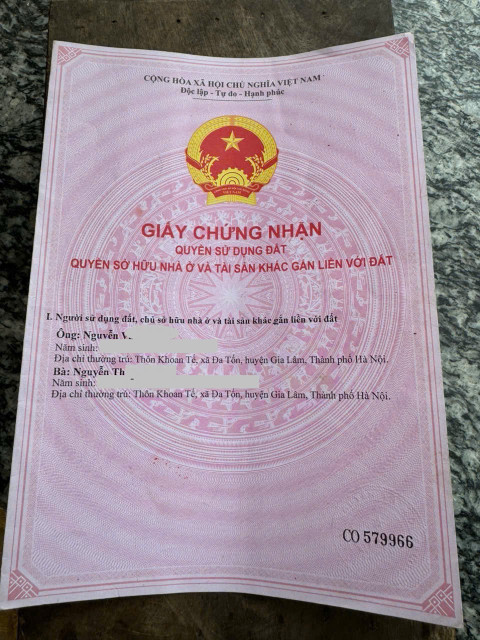 CỘNG HÒA XÃ HỘI CHỦ NGHĨA VIỆT NAM
Độc lập - Tự do - Hạnh phúc
GIẤY CHỨNG NHẬN
QUYỀN SỬ DỤNG ĐẤT
QUYỀN SỞ HỮU NHÀ Ở VÀ TÀI SẢN KHÁC GẮN LIỀN VỚI ĐẤT
I. Người sử dụng đất, chủ sở hữu nhà ở và tài sản khác gắn liền với đất
Ông: Nguyễn V
Năm sinh:
Địa chỉ thường trú: Thôn Khoan Tế, xã Đa Tốn, huyện Gia Lâm, Thành phố Hà Nội.
Bà: Nguyễn Th
Năm sinh:
Địa chỉ thường trú: Thôn Khoan Tế, xã Đa Tốn, huyện Gia Lâm, Thành phố Hà Nội.
CO 579966